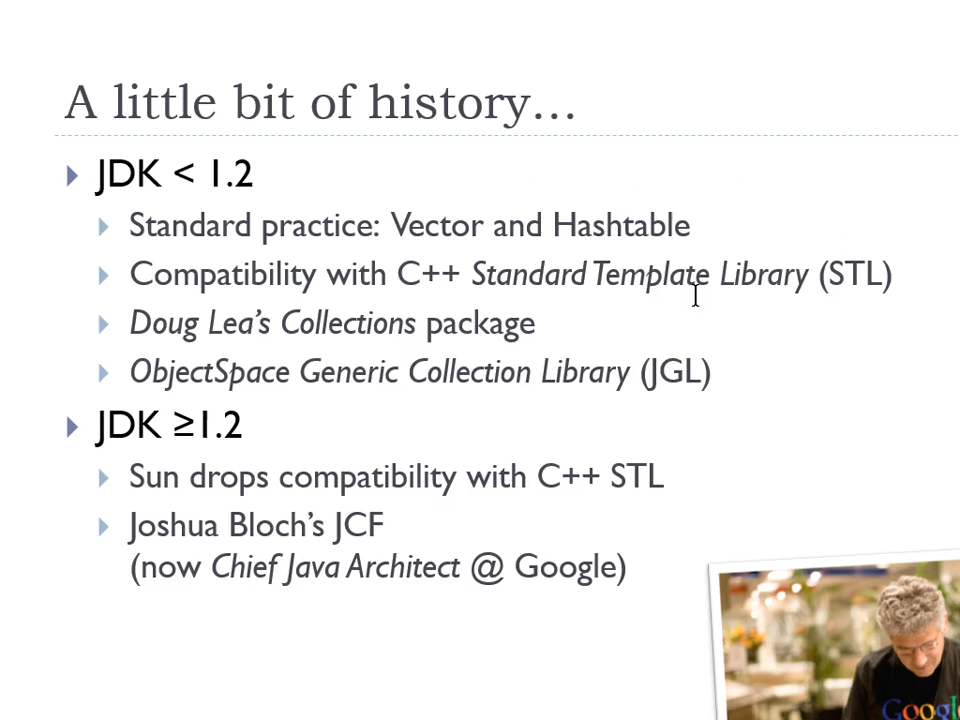 A little bit of history…
JDK < 1.2
Standard practice: Vector and Hashtable
Compatibility with C++ Standard Template Library (STL)
Doug Lea’s Collections package
ObjectSpace Generic Collection Library (JGL)
JDK ≥1.2
Sun drops compatibility with C++ STL
Joshua Bloch’s JCF
(now Chief Java Architect @ Google)
Google